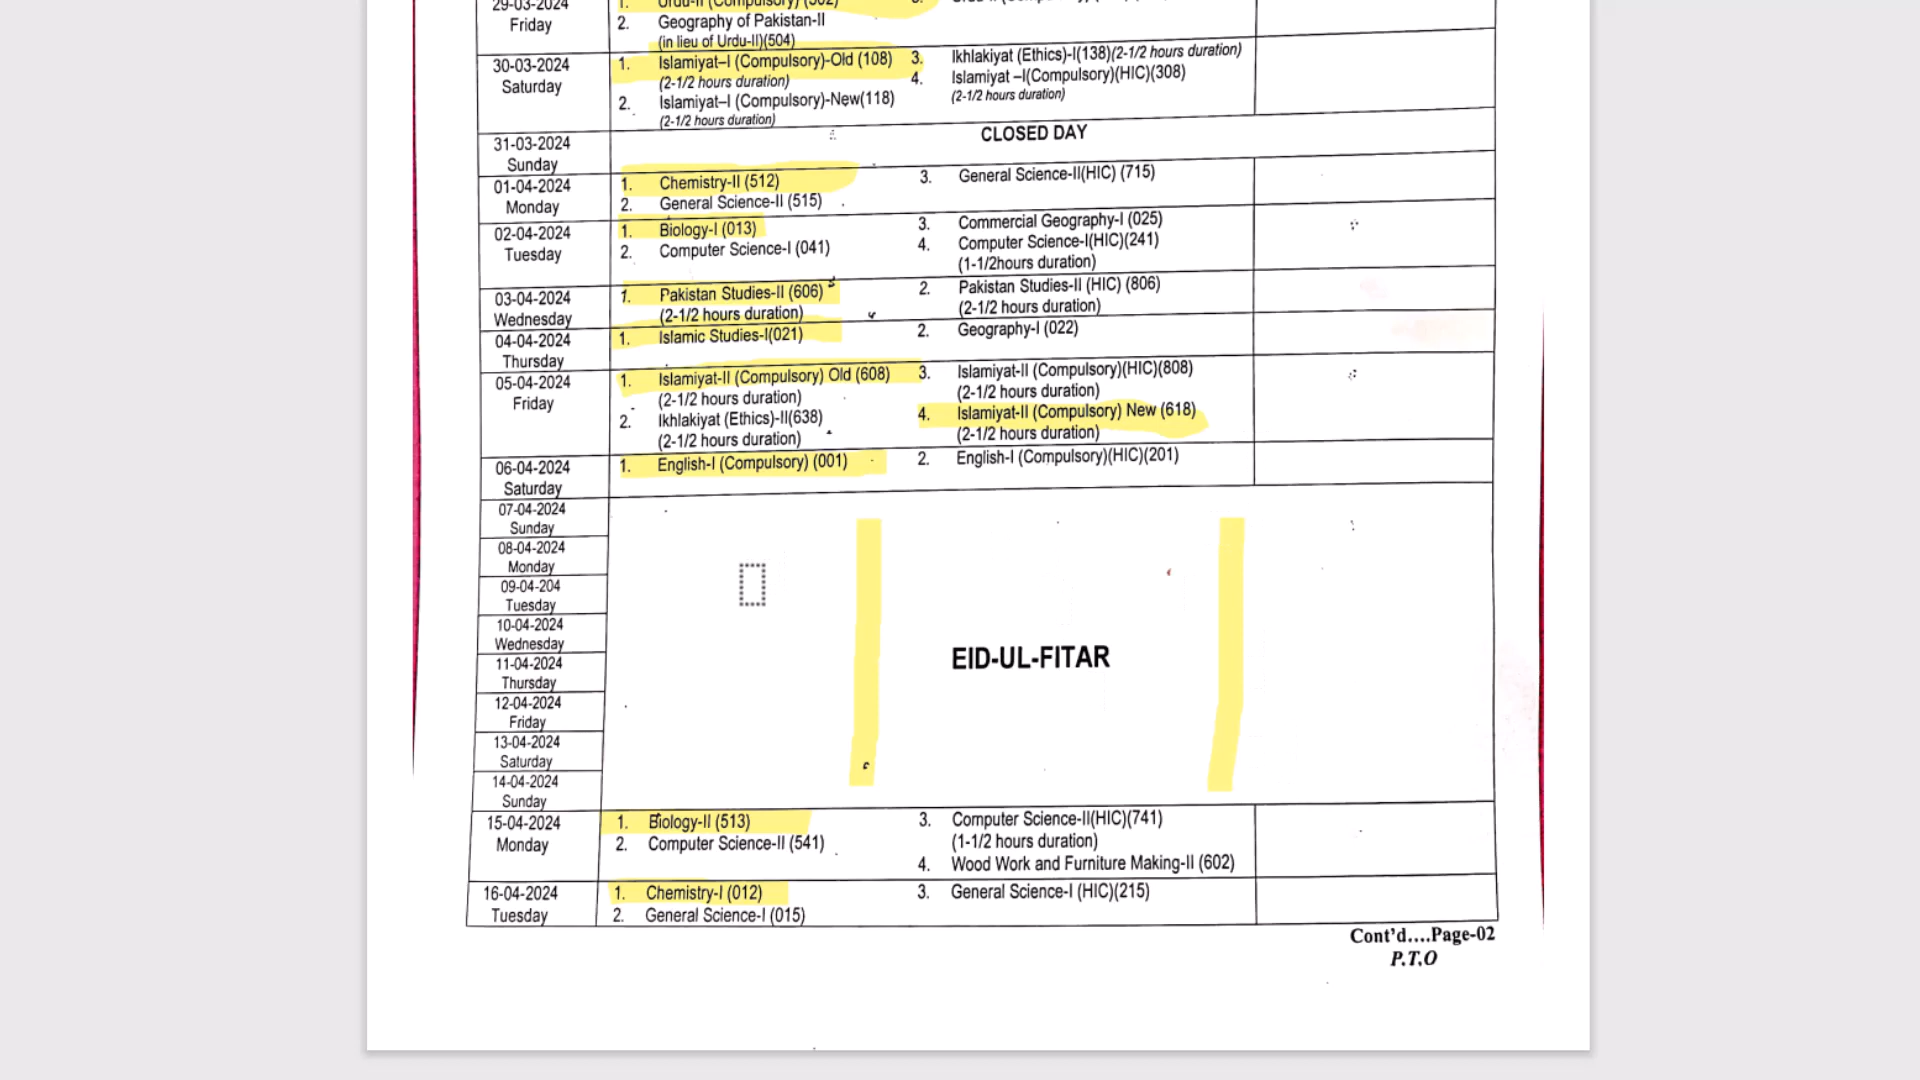 29-03-2024
Friday
1. Urdu-II (Compulsory) (502)
2. Geography of Pakistan-II
(in lieu of Urdu-II)(504)
30-03-2024
Saturday
1. Islamiyat–I (Compulsory)-Old (108)
(2-1/2 hours duration)
2. Islamiyat–I (Compulsory)-New(118)
(2-1/2 hours duration)
3. Ikhlakiyat (Ethics)-I(138)(2-1/2 hours duration)
4. Islamiyat –I(Compulsory)(HIC)(308)
(2-1/2 hours duration)
31-03-2024
Sunday
CLOSED DAY
01-04-2024
Monday
1. Chemistry-II (512)
2. General Science-II (515)
3. General Science-II(HIC) (715)
02-04-2024
Tuesday
1. Biology-I (013)
2. Computer Science-I (041)
3. Commercial Geography-I (025)
4. Computer Science-I(HIC)(241)
(1-1/2hours duration)
03-04-2024
Wednesday
1. Pakistan Studies-II (606)
(2-1/2 hours duration)
2. Pakistan Studies-II (HIC) (806)
(2-1/2 hours duration)
04-04-2024
Thursday
1. Islamic Studies-I(021)
2. Geography-I (022)
05-04-2024
Friday
1. Islamiyat-II (Compulsory) Old (608)
(2-1/2 hours duration)
2. Ikhlakiyat (Ethics)-II(638)
(2-1/2 hours duration)
3. Islamiyat-II (Compulsory)(HIC)(808)
(2-1/2 hours duration)
4. Islamiyat-II (Compulsory) New (618)
(2-1/2 hours duration)
06-04-2024
Saturday
1. English-I (Compulsory) (001)
2. English-I (Compulsory)(HIC)(201)
07-04-2024
Sunday
08-04-2024
Monday
09-04-204
Tuesday
10-04-2024
Wednesday
11-04-2024
Thursday
12-04-2024
Friday
13-04-2024
Saturday
14-04-2024
Sunday
EID-UL-FITAR
15-04-2024
Monday
1. Biology-II (513)
2. Computer Science-II (541)
3. Computer Science-II(HIC)(741)
(1-1/2 hours duration)
4. Wood Work and Furniture Making-II (602)
16-04-2024
Tuesday
1. Chemistry-I (012)
2. General Science-I (015)
3. General Science-I (HIC)(215)
Cont'd....Page-02
P.T.O